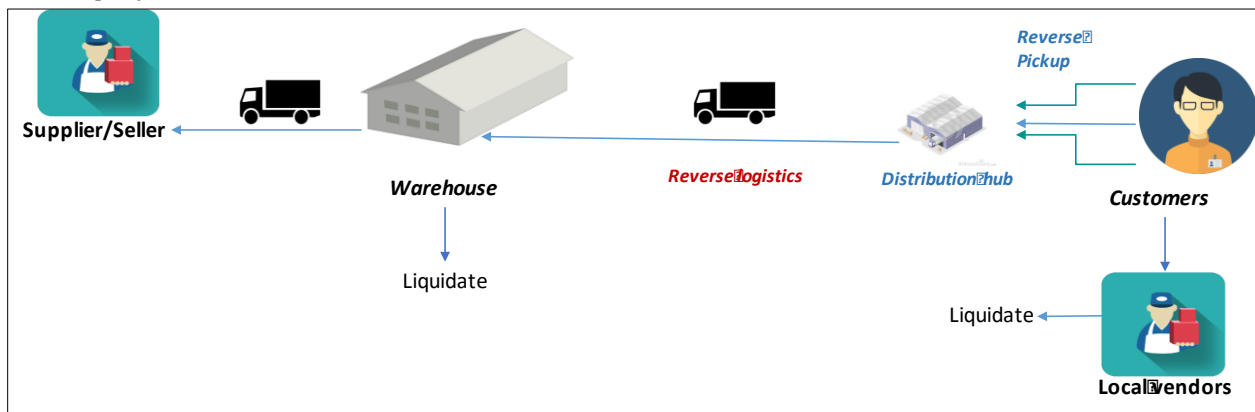 Reverse
Pickup
Supplier/Seller
Reverse logistics
Distribution hub
Warehouse
Customers
Liquidate
Liquidate
Local vendors